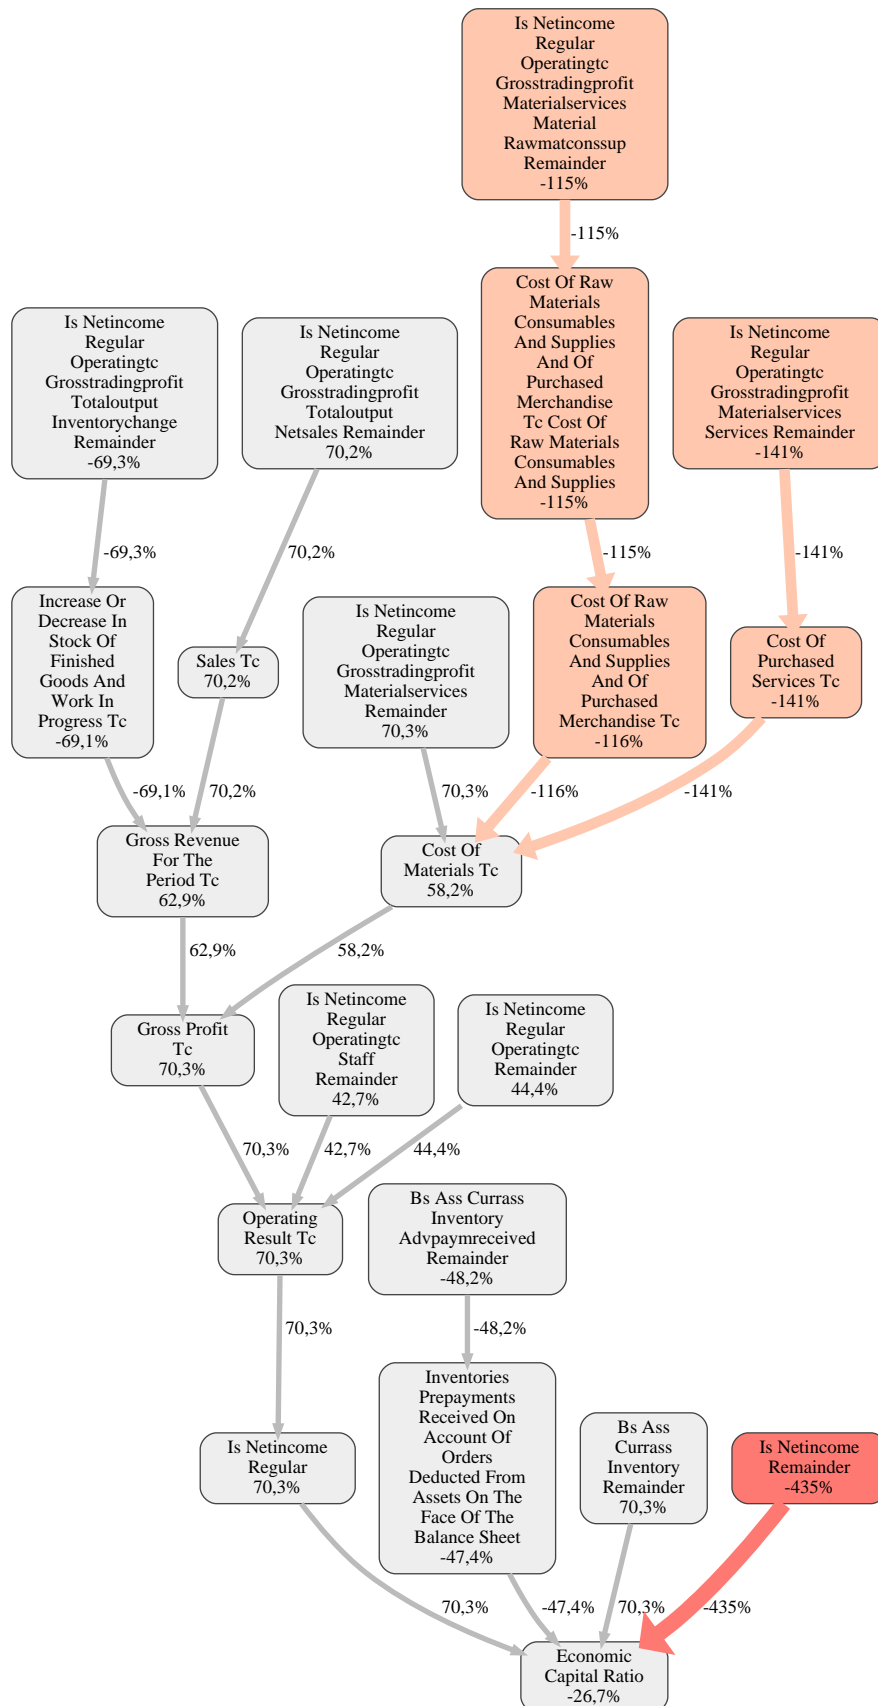 Is Netincome
Regular
Operatingtc
Grosstradingprofit
Materialservices
Material
Rawmatconssup
Remainder
-115%
-115%
Is Netincome
Regular
Operatingtc
Grosstradingprofit
Totaloutput
Inventorychange
Remainder
-69,3%
Is Netincome
Regular
Operatingtc
Grosstradingprofit
Totaloutput
Netsales Remainder
70,2%
Cost Of Raw
Materials
Consumables
And Supplies
And Of
Purchased
Merchandise
Tc Cost Of
Raw Materials
Consumables
And Supplies
-115%
Is Netincome
Regular
Operatingtc
Grosstradingprofit
Materialservices
Services Remainder
-141%
-69,3%
70,2%
-115%
-141%
Increase Or
Decrease In
Stock Of
Finished
Goods And
Work In
Progress Tc
-69,1%
Sales Tc
70,2%
Is Netincome
Regular
Operatingtc
Grosstradingprofit
Materialservices
Remainder
70,3%
Cost Of Raw
Materials
Consumables
And Supplies
And Of
Purchased
Merchandise Tc
-116%
Cost Of
Purchased
Services Tc
-141%
-69,1%
70,2%
70,3%
-116%
-141%
Gross Revenue
For The
Period Tc
62,9%
Cost Of
Materials Tc
58,2%
62,9%
58,2%
Gross Profit
Tc
70,3%
Is Netincome
Regular
Operatingtc
Staff
Remainder
42,7%
Is Netincome
Regular
Operatingtc
Remainder
44,4%
70,3%
42,7%
44,4%
Operating
Result Tc
70,3%
Bs Ass Currass
Inventory
Advpaymreceived
Remainder
-48,2%
70,3%
-48,2%
Is Netincome
Regular
70,3%
Inventories
Prepayments
Received On
Account Of
Orders
Deducted From
Assets On The
Face Of The
Balance Sheet
-47,4%
Bs Ass
Currass
Inventory
Remainder
70,3%
Is Netincome
Remainder
-435%
70,3%
-47,4%
70,3%
-435%
Economic
Capital Ratio
-26,7%